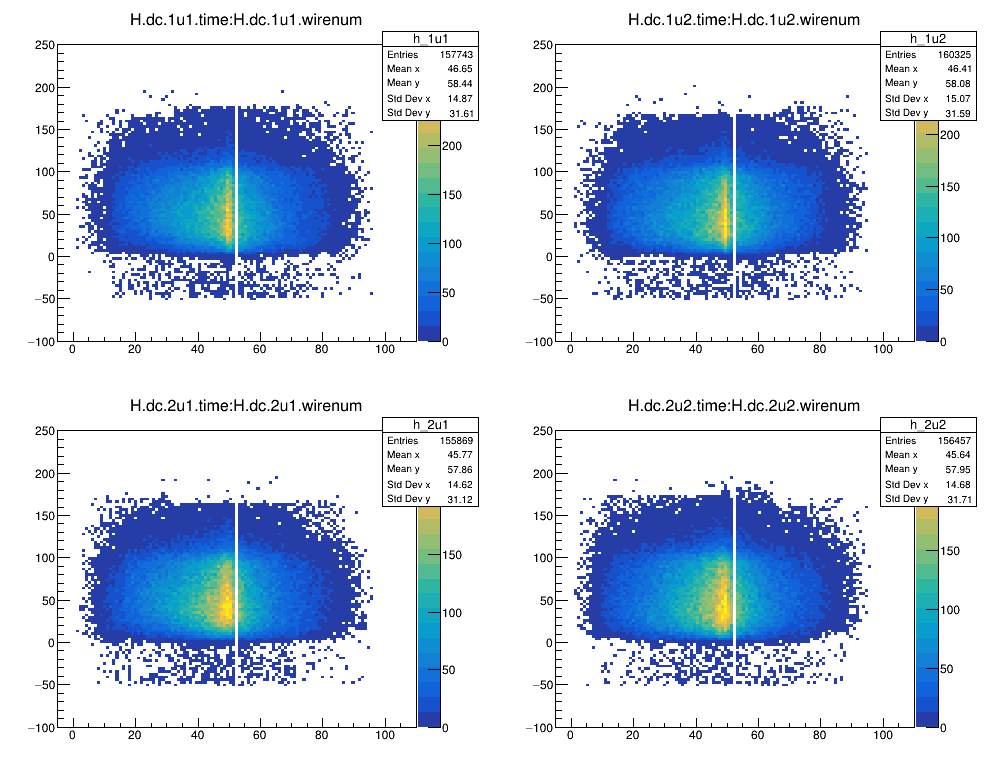 H.dc.1u1.time:H.dc.1u1.wirenum
h_1u1
Entries 157743
Mean x 46.65
Mean y 58.44
Std Dev x 14.87
Std Dev y 31.61
250
200
150
100
50
0
−50
−100
0 20 40 60 80 100
200
150
100
50
0
H.dc.1u2.time:H.dc.1u2.wirenum
h_1u2
Entries 160325
Mean x 46.41
Mean y 58.08
Std Dev x 15.07
Std Dev y 31.59
250
200
150
100
50
0
−50
−100
0 20 40 60 80 100
200
150
100
50
0
H.dc.2u1.time:H.dc.2u1.wirenum
h_2u1
Entries 155869
Mean x 45.77
Mean y 57.86
Std Dev x 14.62
Std Dev y 31.12
250
200
150
100
50
0
−50
−100
0 20 40 60 80 100
150
100
50
0
H.dc.2u2.time:H.dc.2u2.wirenum
h_2u2
Entries 156457
Mean x 45.64
Mean y 57.95
Std Dev x 14.68
Std Dev y 31.71
250
200
150
100
50
0
−50
−100
0 20 40 60 80 100
150
100
50
0